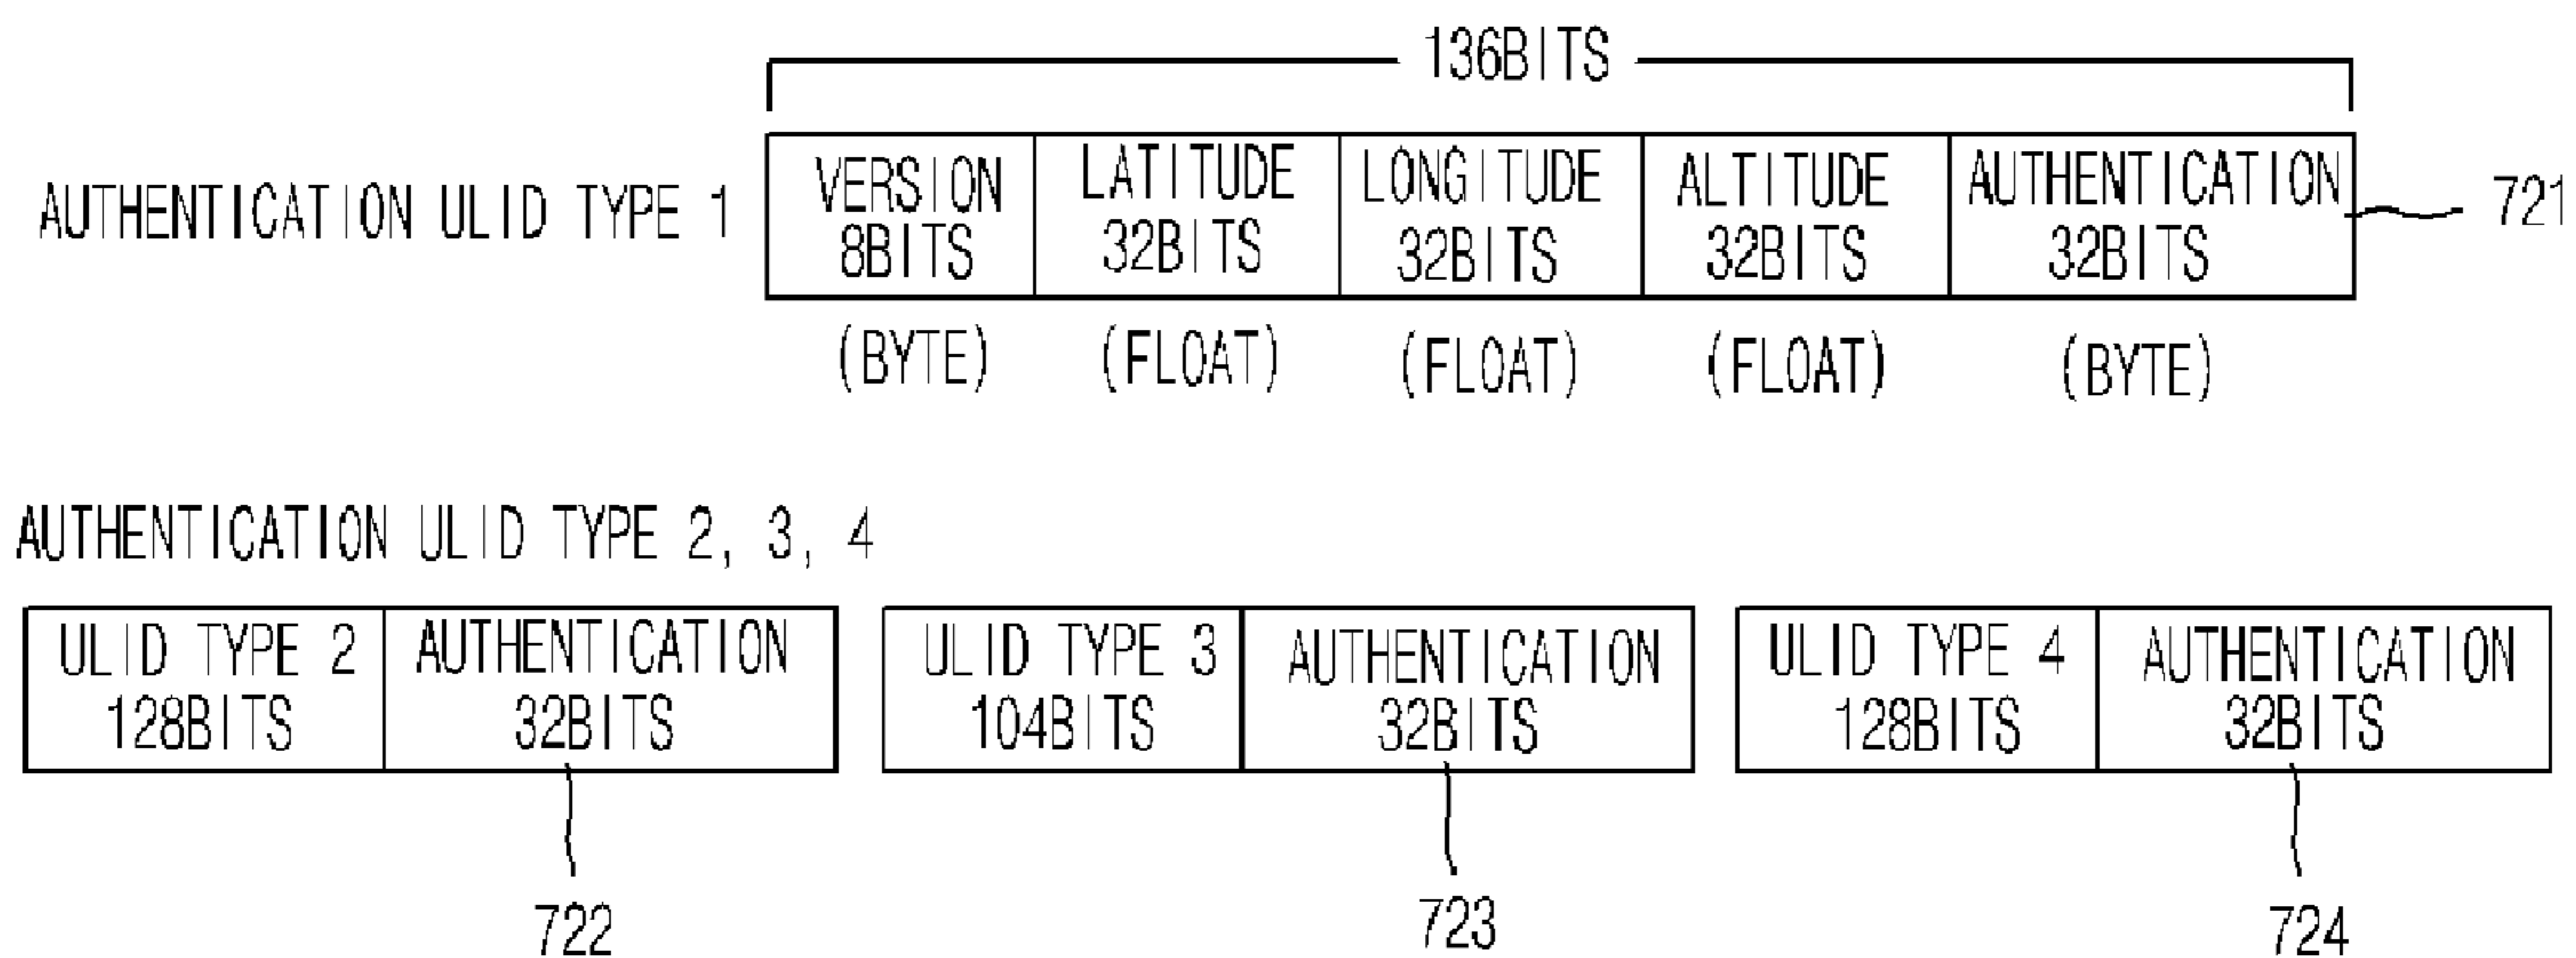 136BITS
AUTHENTICATION ULID TYPE 1
VERSION LATITUDE LONGITUDE ALTITUDE AUTHENTICATION
8BITS 32BITS 32BITS 32BITS 32BITS
721
(BYTE) (FLOAT) (FLOAT) (FLOAT) (BYTE)
AUTHENTICATION ULID TYPE 2, 3, 4
ULID TYPE 2 AUTHENTICATION ULID TYPE 3 AUTHENTICATION ULID TYPE 4 AUTHENTICATION
128BITS 32BITS 104BITS 32BITS 128BITS 32BITS
722 723 724